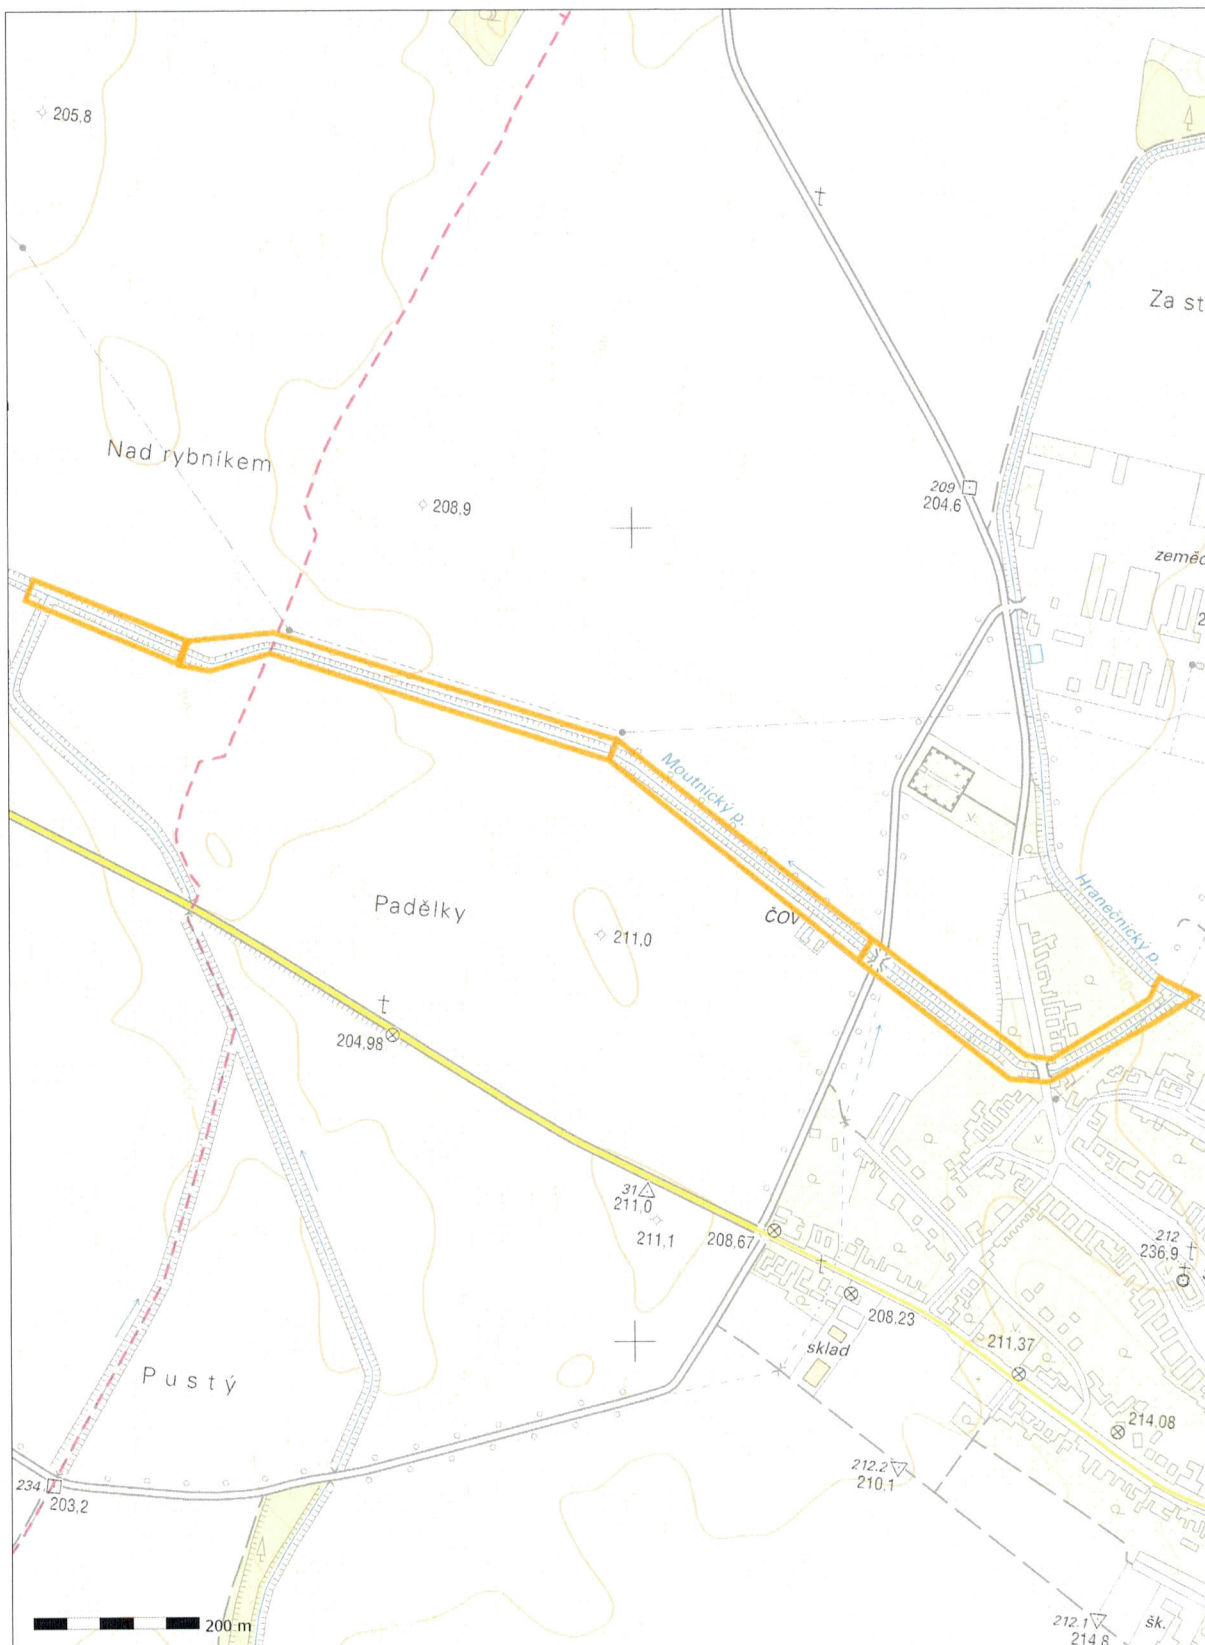 205,8
Za st
Nad rybníkem
208,9
209
204,6
zeměd
2
Moutnický p.
Hranečnický p.
Padělky
ČOV
211,0
204,98
31
211,0
211,1
208,67
212
236,9
208,23
211,37
sklad
Pustý
214,08
212.2
210,1
234
203,2
200 m
212.1
214,8
šk.